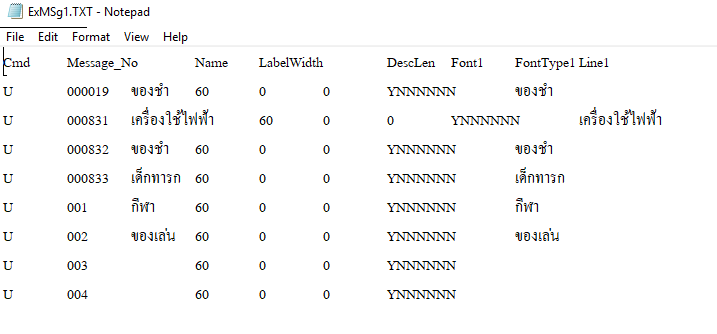 ExMSg1.TXT - Notepad
File Edit Format View Help
Cmd Message_No Name LabelWidth DescLen Font1 FontType1 Line1
U 000019 ของชำ 60 0 0 YNNNNNN ของชำ
U 000831 เครื่องใช้ไฟฟ้า 60 0 0 YNNNNNN เครื่องใช้ไฟฟ้า
U 000832 ของชำ 60 0 0 YNNNNNN ของชำ
U 000833 เด็กทารก 60 0 0 YNNNNNN เด็กทารก
U 001 กีฬา 60 0 0 YNNNNNN กีฬา
U 002 ของเล่น 60 0 0 YNNNNNN ของเล่น
U 003 60 0 0 YNNNNNN
U 004 60 0 0 YNNNNNN